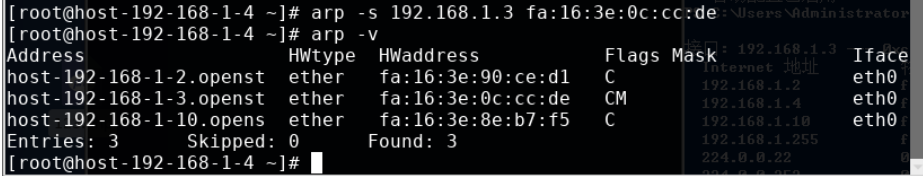 [root@host-192-168-1-4 ~]# arp -s 192.168.1.3 fa:16:3e:0c:cc:de
[root@host-192-168-1-4 ~]# arp -v
Address                  HWtype  HWaddress           Flags Mask            Iface
host-192-168-1-2.openst  ether   fa:16:3e:90:ce:d1   C                     eth0
host-192-168-1-3.openst  ether   fa:16:3e:0c:cc:de   CM                    eth0
host-192-168-1-10.opens  ether   fa:16:3e:8e:b7:f5   C                     eth0
Entries: 3      Skipped: 0      Found: 3
[root@host-192-168-1-4 ~]#
:\Users\Administrator
接口: 192.168.1.3
Internet 地址
192.168.1.2
192.168.1.4
192.168.1.10
192.168.1.255
224.0.0.22